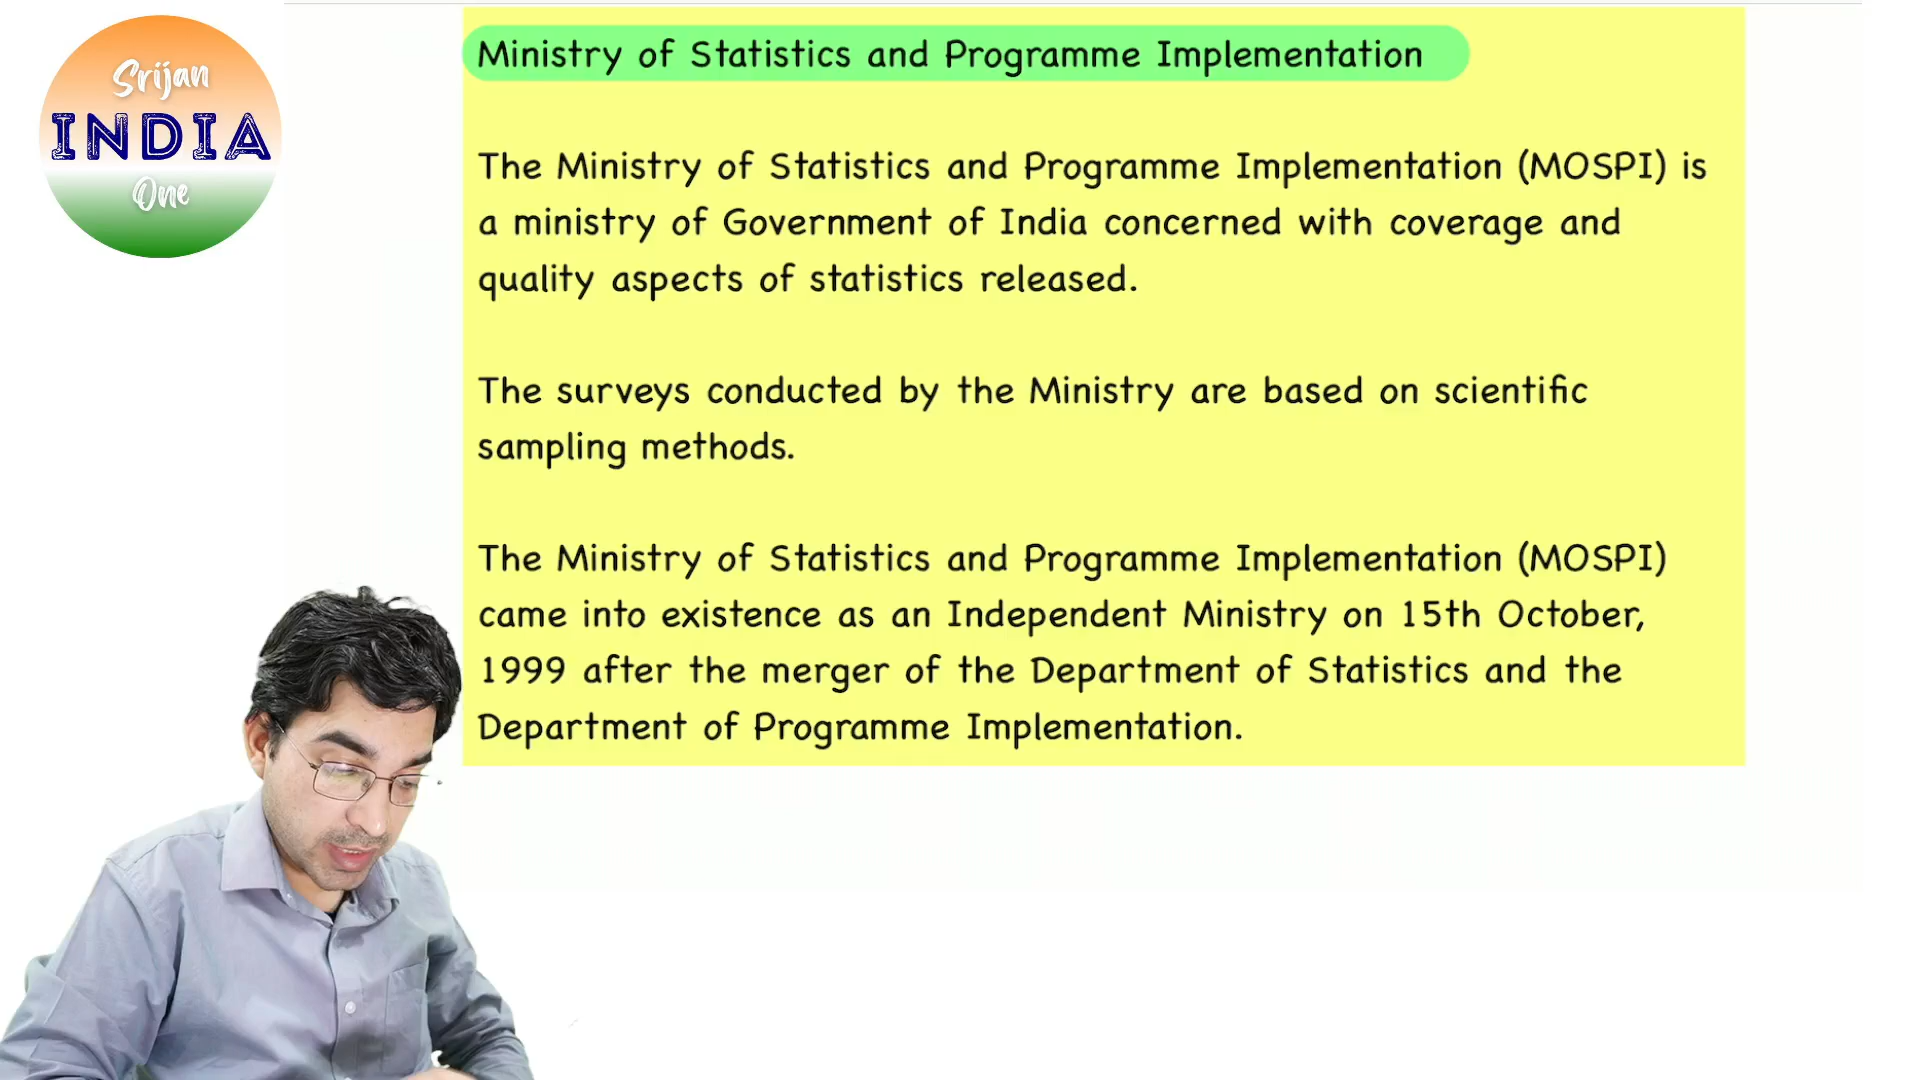 Srijan
INDIA
One
Ministry of Statistics and Programme Implementation
The Ministry of Statistics and Programme Implementation (MOSPI) is
a ministry of Government of India concerned with coverage and
quality aspects of statistics released.
The surveys conducted by the Ministry are based on scientific
sampling methods.
The Ministry of Statistics and Programme Implementation (MOSPI)
came into existence as an Independent Ministry on 15th October,
1999 after the merger of the Department of Statistics and the
Department of Programme Implementation.